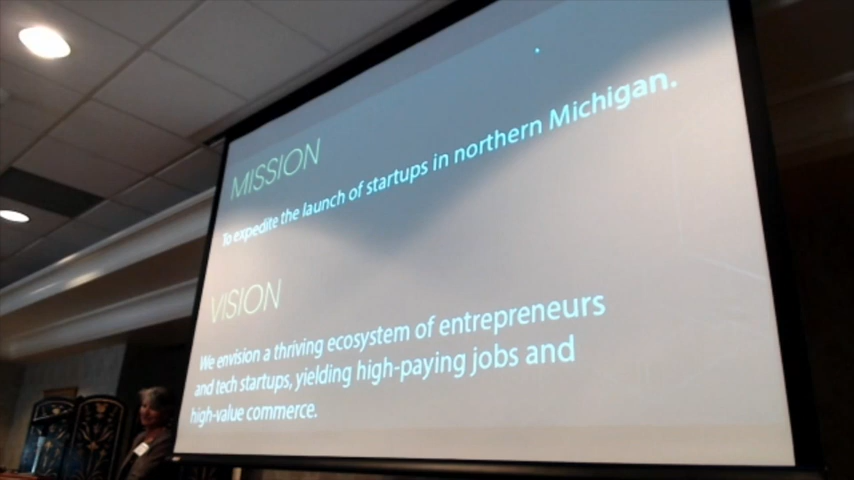 MISSION
To expedite the launch of startups in northern Michigan.
VISION
We envision a thriving ecosystem of entrepreneurs
and tech startups, yielding high-paying jobs and
high-value commerce.